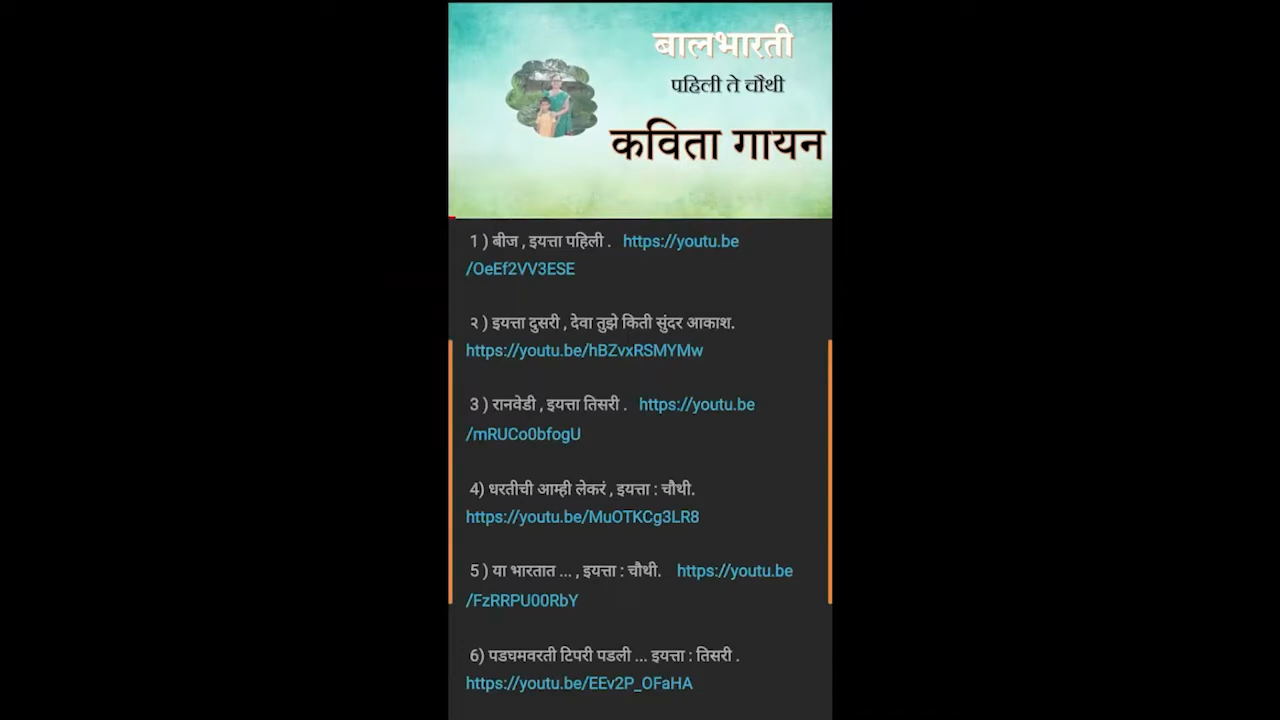 बालभारती
पहिली ते चौथी
कविता गायन
1 ) बीज , इयत्ता पहिली . https://youtu.be
/OeEf2VV3ESE
२ ) इयत्ता दुसरी , देवा तुझे किती सुंदर आकाश.
https://youtu.be/hBZvxRSMYMw
3 ) रानवेडी , इयत्ता तिसरी . https://youtu.be
/mRUCo0bfogU
4) धरतीची आम्ही लेकरं , इयत्ता : चौथी.
https://youtu.be/MuOTKCg3LR8
5 ) या भारतात ... , इयत्ता : चौथी. https://youtu.be
/FzRRPU00RbY
6) पडघमवरती टिपरी पडली ... इयत्ता : तिसरी .
https://youtu.be/EEv2P_OFaHA